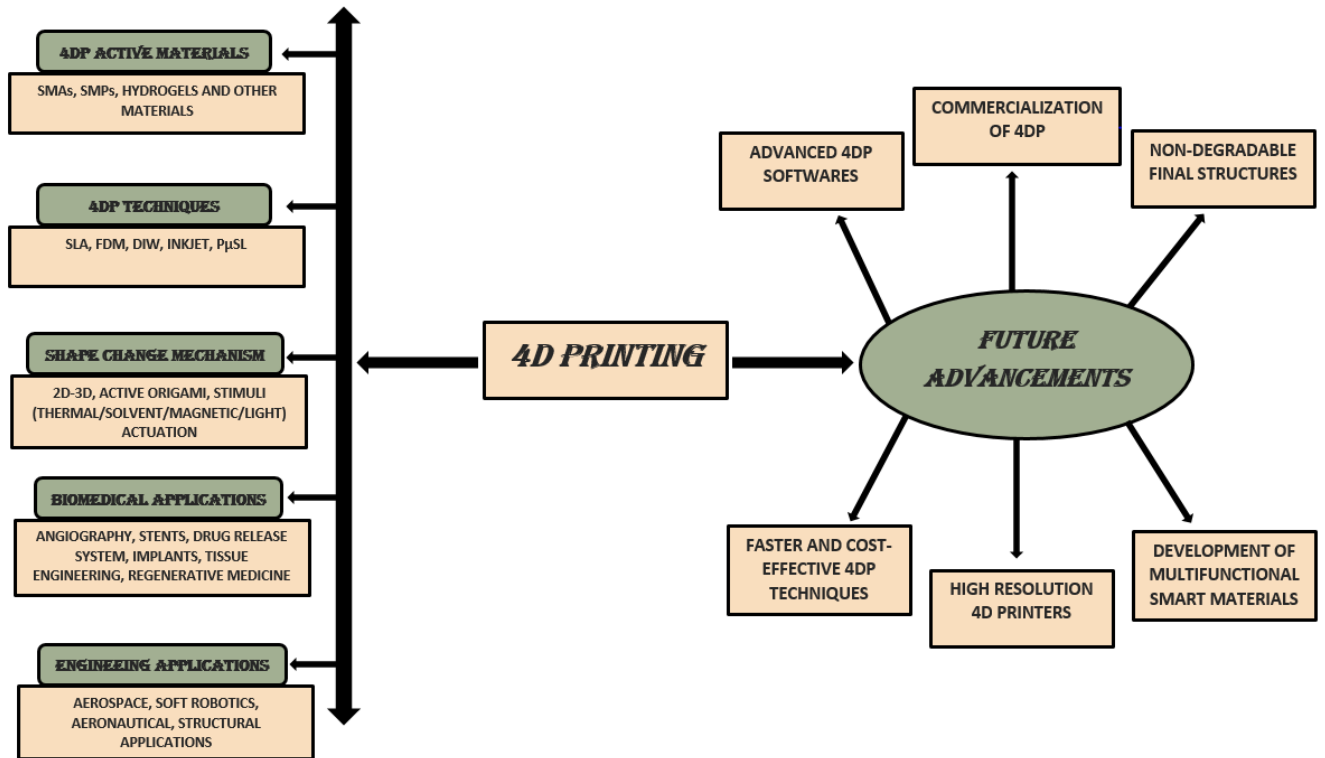 4DP ACTIVE MATERIALS
SMAs, SMPs, HYDROGELS AND OTHER
MATERIALS
4DP TECHNIQUES
SLA, FDM, DIW, INKJET, PµSL
SHAPE CHANGE MECHANISM
2D-3D, ACTIVE ORIGAMI, STIMULI
(THERMAL/SOLVENT/MAGNETIC/LIGHT)
ACTUATION
BIOMEDICAL APPLICATIONS
ANGIOGRAPHY, STENTS, DRUG RELEASE
SYSTEM, IMPLANTS, TISSUE
ENGINEERING, REGENERATIVE MEDICINE
ENGINEEING APPLICATIONS
AEROSPACE, SOFT ROBOTICS,
AERONAUTICAL, STRUCTURAL
APPLICATIONS
4D PRINTING
FUTURE
ADVANCEMENTS
ADVANCED 4DP
SOFTWARES
COMMERCIALIZATION
OF 4DP
NON-DEGRADABLE
FINAL STRUCTURES
FASTER AND COST-
EFFECTIVE 4DP
TECHNIQUES
HIGH RESOLUTION
4D PRINTERS
DEVELOPMENT OF
MULTIFUNCTIONAL
SMART MATERIALS